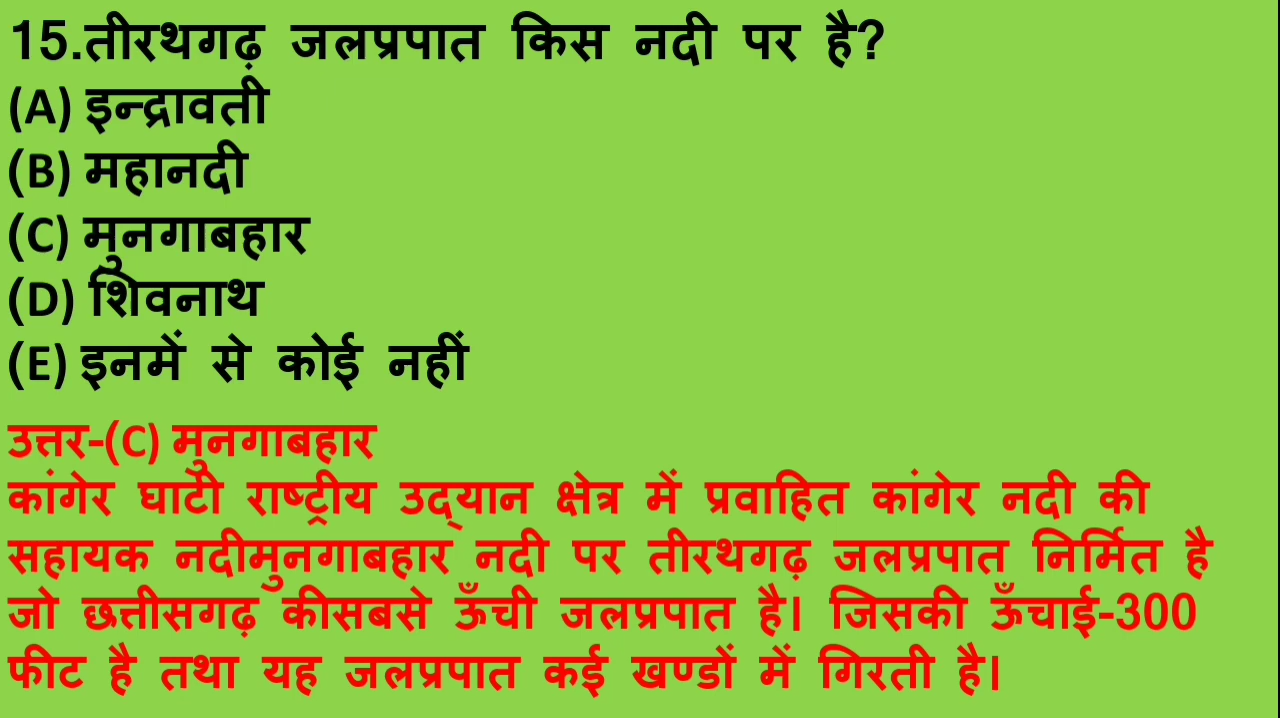 15.तीरथगढ़ जलप्रपात किस नदी पर है?
(A) इन्द्रावती
(B) महानदी
(C) मुनगाबहार
(D) शिवनाथ
(E) इनमें से कोई नहीं
उत्तर-(C) मुनगाबहार
कांगेर घाटी राष्ट्रीय उद्यान क्षेत्र में प्रवाहित कांगेर नदी की
सहायक नदीमुनगाबहार नदी पर तीरथगढ़ जलप्रपात निर्मित है
जो छत्तीसगढ़ कीसबसे ऊँची जलप्रपात है। जिसकी ऊँचाई-300
फीट है तथा यह जलप्रपात कई खण्डों में गिरती है।